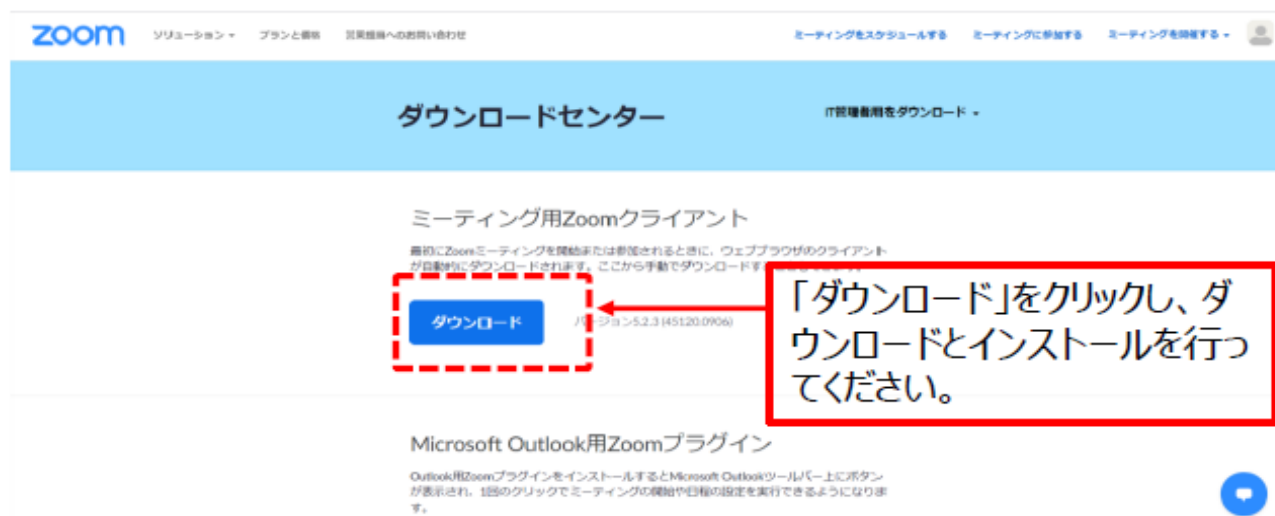 zoom ソリューション プランと価格 営業担当へのお問い合わせ ミーティングをスケジュールする ミーティングに参加する ミーティングを開催する
ダウンロードセンター IT管理者用をダウンロード
ミーティング用Zoomクライアント
最初にZoomミーティングを開始または参加されるときに、ウェブブラウザのクライアント
が自動的にダウンロードされます。ここから手動でダウンロードす
ダウンロード
ージョン5.2.3 (45120.0906)
「ダウンロード」をクリックし、ダ
ウンロードとインストールを行っ
てください。
Microsoft Outlook用Zoomプラグイン
Outlook用ZoomプラグインをインストールするとMicrosoft Outlookツールバー上にボタン
が表示され、1回のクリックでミーティングの開始や日程の設定を実行できるようになりま
す。